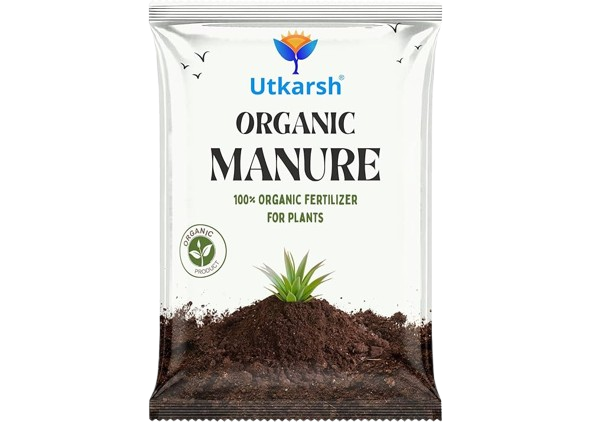 Utkarsh®
ORGANIC
MANURE
100% ORGANIC FERTILIZER
FOR PLANTS
ORGANIC
PRODUCT